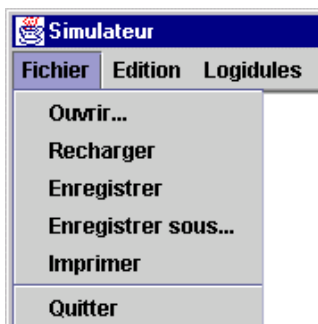 Simulateur
Fichier Edition Logidules
Ouvrir...
Recharger
Enregistrer
Enregistrer sous...
Imprimer
Quitter